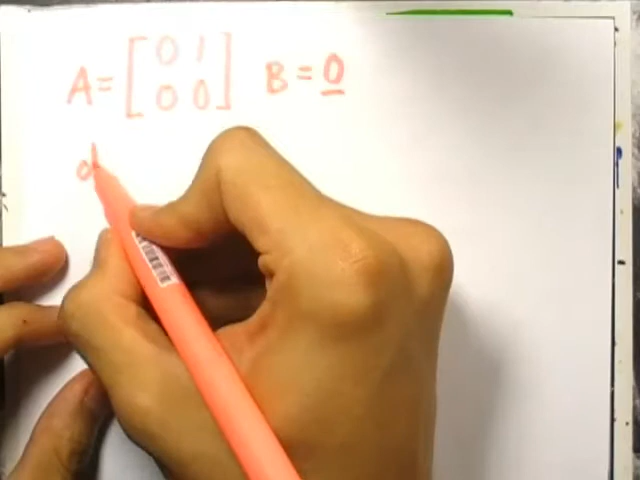 A = [ 0 1
0 0 ] B = 0